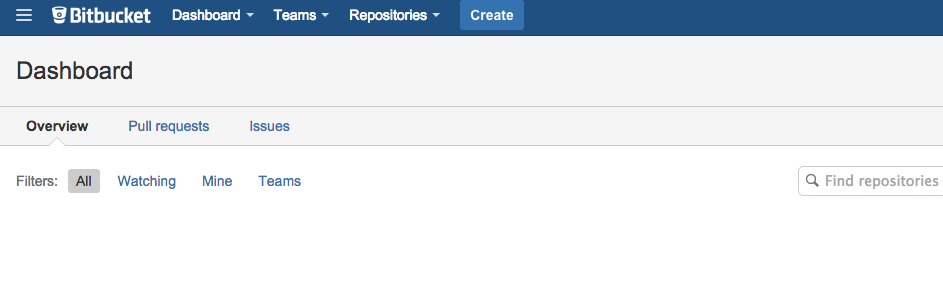 Bitbucket Dashboard Teams Repositories Create
Dashboard
Overview Pull requests Issues
Filters: All Watching Mine Teams Find repositories